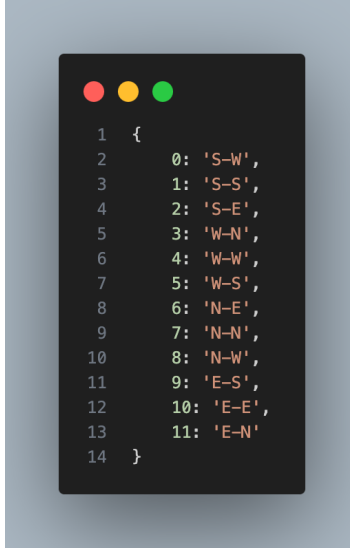 1 {
2 0: 'S-W',
3 1: 'S-S',
4 2: 'S-E',
5 3: 'W-N',
6 4: 'W-W',
7 5: 'W-S',
8 6: 'N-E',
9 7: 'N-N',
10 8: 'N-W',
11 9: 'E-S',
12 10: 'E-E',
13 11: 'E-N'
14 }